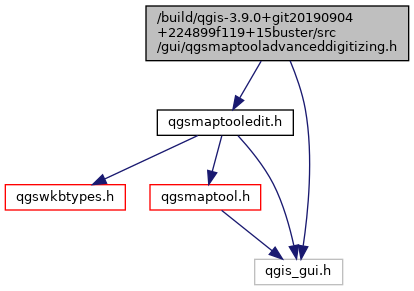 /build/qgis-3.9.0+git20190904
+224899f119+15buster/src
/gui/qgsmaptooladvanceddigitizing.h
qgsmaptooledit.h
qgswkbtypes.h
qgsmaptool.h
qgis_gui.h